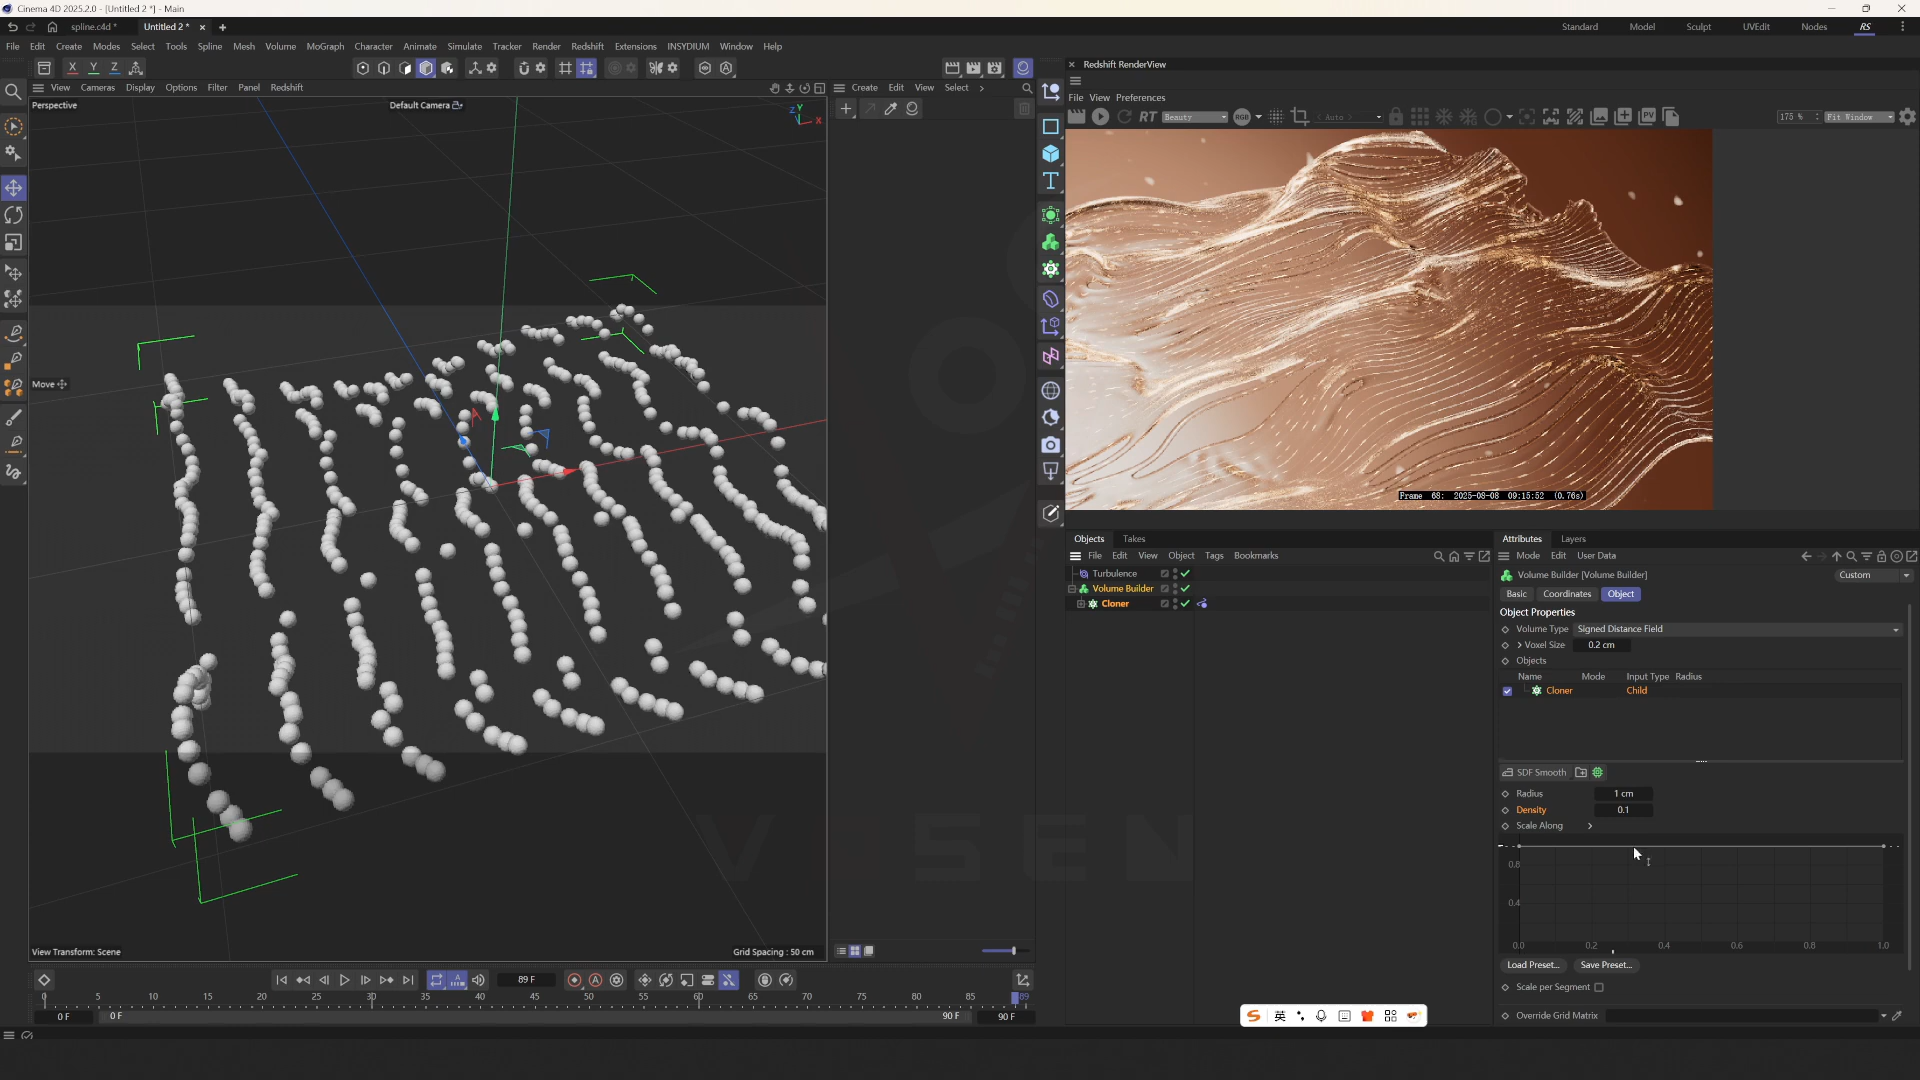 Cinema 4D 2025.2.0 - [Untitled 2 *] - Main
spline.c4d *
Untitled 2 *
Standard
Model
Sculpt
UVEdit
Nodes
RS
File Edit Create Modes Select Tools Spline Mesh Volume MoGraph Character Animate Simulate Tracker Render Redshift Extensions INSYDIUM Window Help
X Y Z
View Cameras Display Options Filter Panel Redshift
Perspective
Default Camera
Z Y X
Move
View Transform: Scene
Grid Spacing : 50 cm
Create Edit View Select
Redshift RenderView
File View Preferences
RT
Beauty
RGB
< Auto >
PV
175 %
Fit Window
Frame 68: 2025-08-08 09:15:52 (0.76s)
Objects Takes
File Edit View Object Tags Bookmarks
Turbulence
Volume Builder
Cloner
Attributes Layers
Mode Edit User Data
Volume Builder [Volume Builder]
Custom
Basic Coordinates Object
Object Properties
Volume Type Signed Distance Field
Voxel Size 0.2 cm
Objects
Name Mode Input Type Radius
Cloner Child
SDF Smooth
Radius 1 cm
Density 0.1
Scale Along
0.8
0.4
0.0 0.2 0.4 0.6 0.8 1.0
Load Preset... Save Preset...
Scale per Segment
Override Grid Matrix
89 F
0 5 10 15 20 25 30 35 40 45 50 55 60 65 70 75 80 85 89
0 F 0 F 90 F 90 F
英